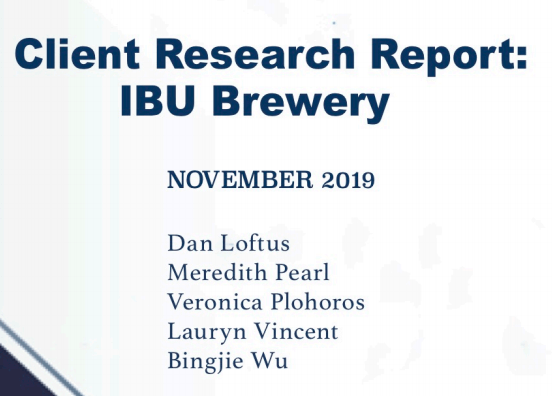 Client Research Report:
IBU Brewery
NOVEMBER 2019
Dan Loftus
Meredith Pearl
Veronica Plohoros
Lauryn Vincent
Bingjie Wu